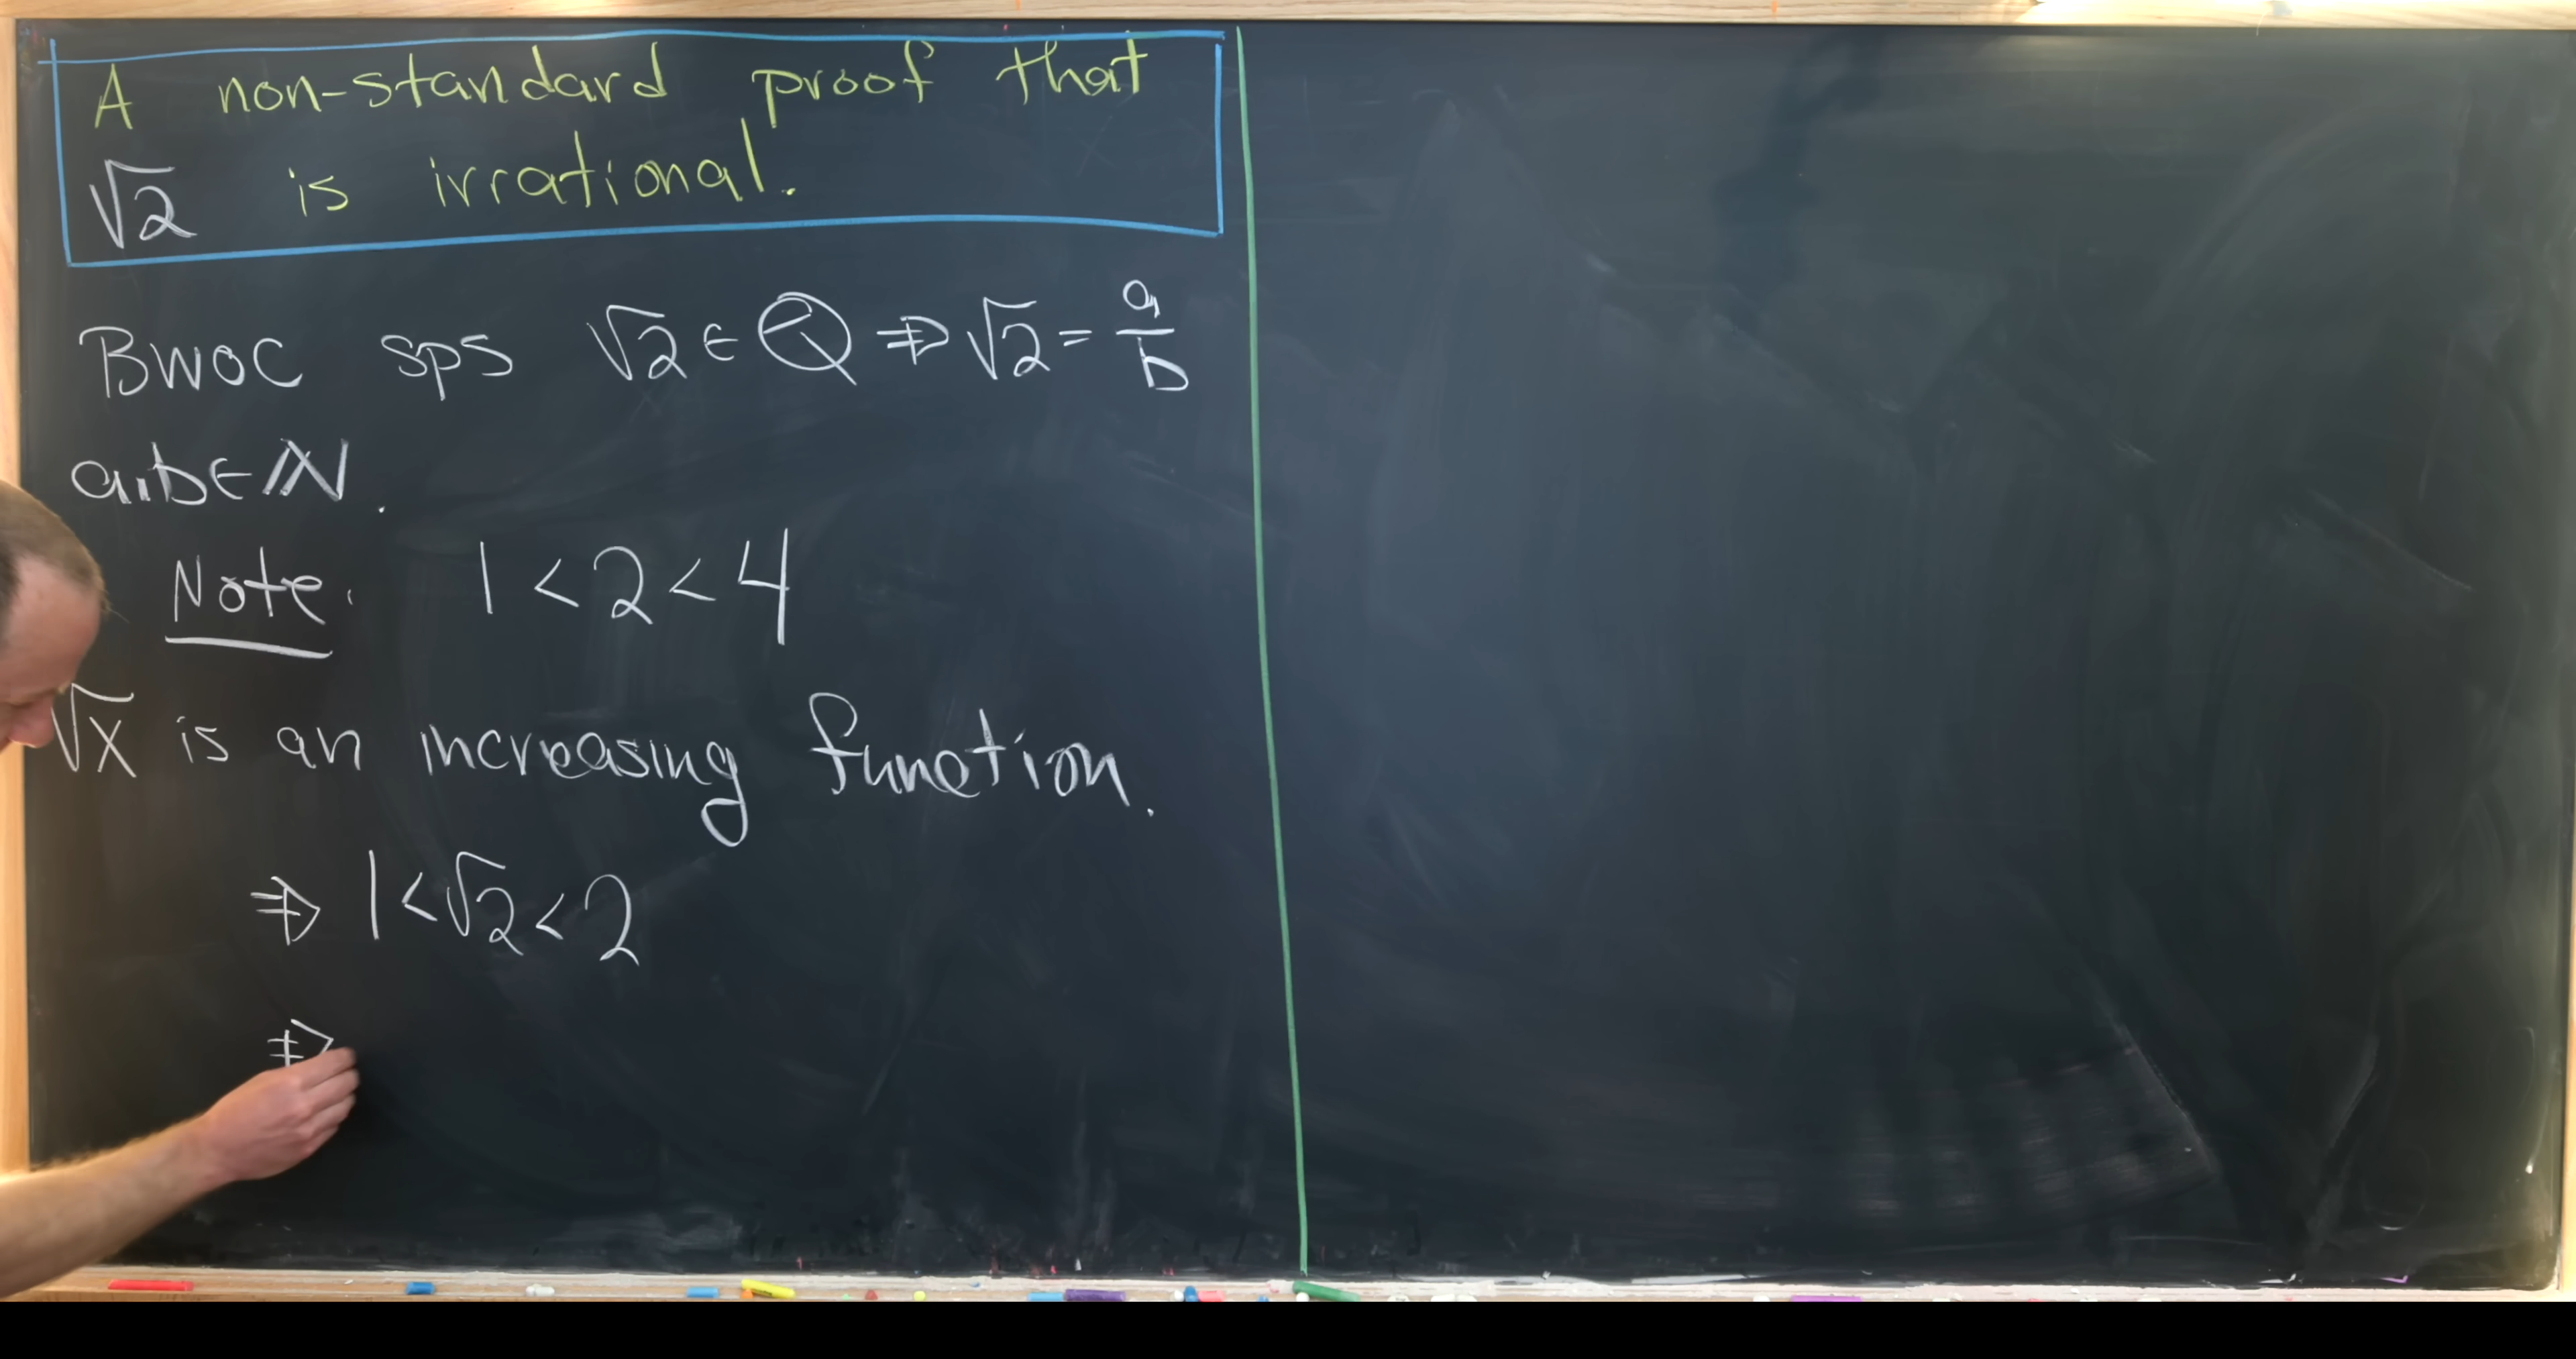 A non-standard proof that
√2 is irrational.
BWOC sps √2 ∈ ℚ ⇒ √2 = a/b
a,b ∈ ℕ.
Note: 1 < 2 < 4
√x is an increasing function.
⇒ 1 < √2 < 2
⇒